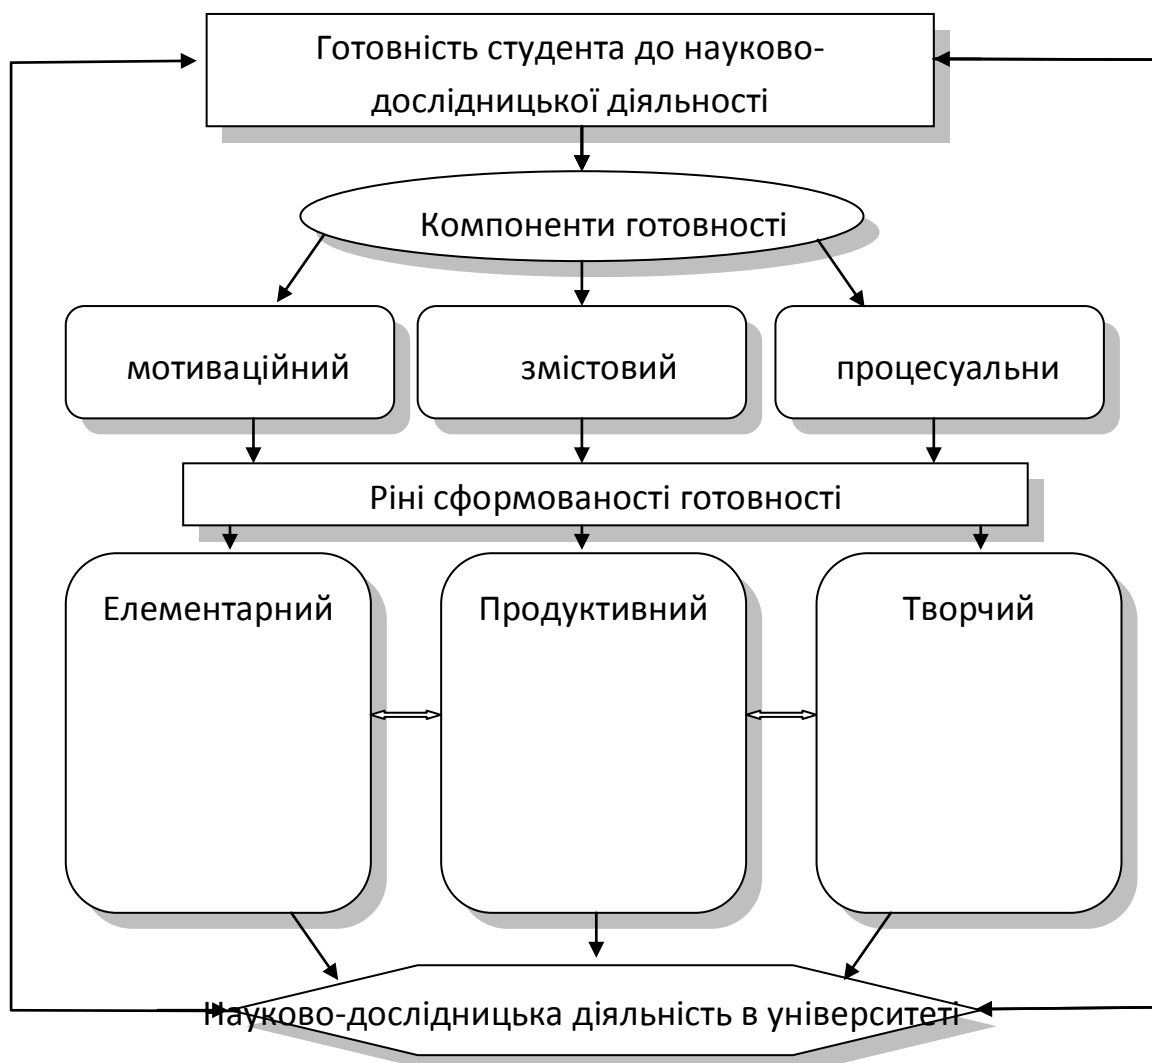 Готовність студента до науково-
дослідницької діяльності
Компоненти готовності
мотиваційний
змістовий
процесуальни
Ріні сформованості готовності
Елементарний
Продуктивний
Творчий
Науково-дослідницька діяльність в університеті